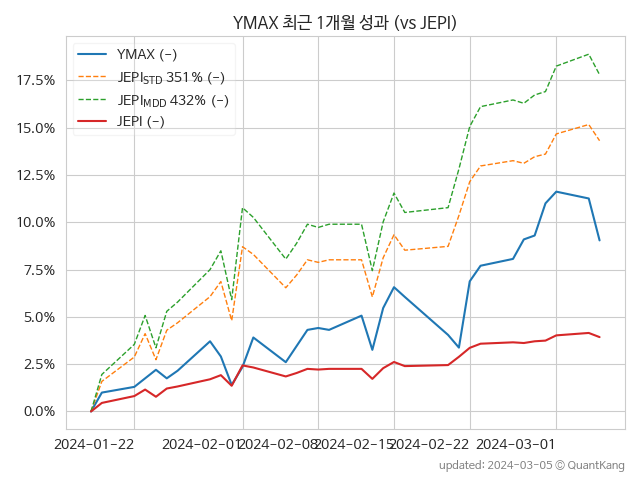 YMAX 최근 1개월 성과 (vs JEPI)
YMAX (-)
JEPISTD 351% (-)
JEPIMDD 432% (-)
JEPI (-)
17.5%
15.0%
12.5%
10.0%
7.5%
5.0%
2.5%
0.0%
2024-01-22 2024-02-01 2024-02-08 2024-02-15 2024-02-22 2024-03-01
updated: 2024-03-05 © QuantKang